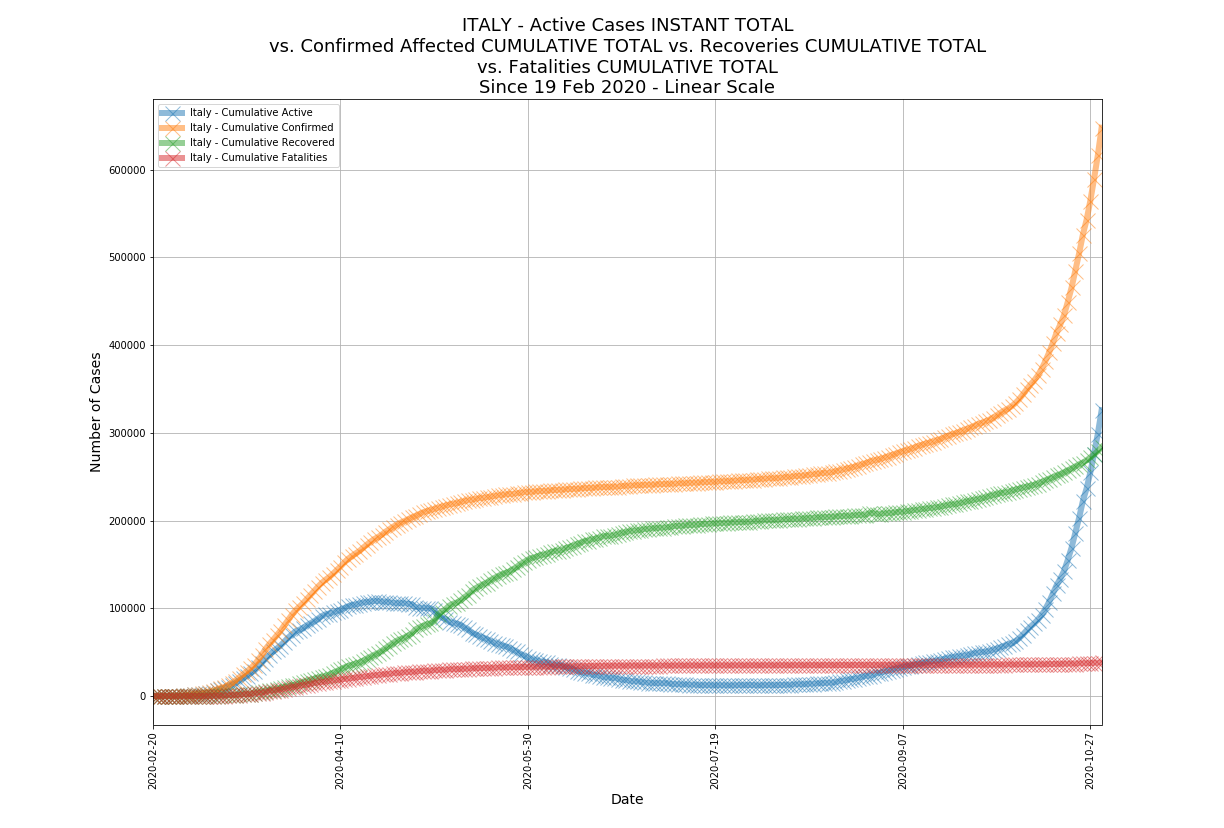 ITALY - Active Cases INSTANT TOTAL
vs. Confirmed Affected CUMULATIVE TOTAL vs. Recoveries CUMULATIVE TOTAL
vs. Fatalities CUMULATIVE TOTAL
Since 19 Feb 2020 - Linear Scale
Italy - Cumulative Active
Italy - Cumulative Confirmed
Italy - Cumulative Recovered
Italy - Cumulative Fatalities
Number of Cases
600000
500000
400000
300000
200000
100000
0
2020-02-20
2020-04-10
2020-05-30
2020-07-19
2020-09-07
2020-10-27
Date